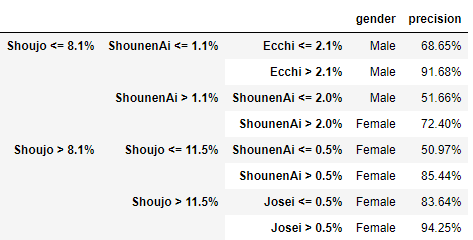 gender precision
Shoujo <= 8.1% ShounenAi <= 1.1% Ecchi <= 2.1% Male 68.65%
Ecchi > 2.1% Male 91.68%
ShounenAi > 1.1% ShounenAi <= 2.0% Male 51.66%
ShounenAi > 2.0% Female 72.40%
Shoujo > 8.1% Shoujo <= 11.5% ShounenAi <= 0.5% Female 50.97%
ShounenAi > 0.5% Female 85.44%
Shoujo > 11.5% Josei <= 0.5% Female 83.64%
Josei > 0.5% Female 94.25%